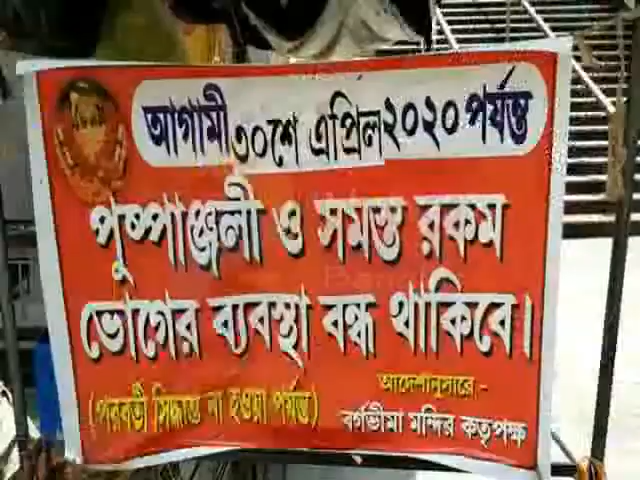 আগামী ৩০শে এপ্রিল ২০২০ পর্যন্ত
পুষ্পাঞ্জলী ও সমস্ত রকম
ভোগের ব্যবস্থা বন্ধ থাকিবে।
(পরবর্তী সিদ্ধান্ত না হওয়া পর্যন্ত)
আদেশানুসারে -
বর্গভীমা মন্দির কতৃপক্ষ